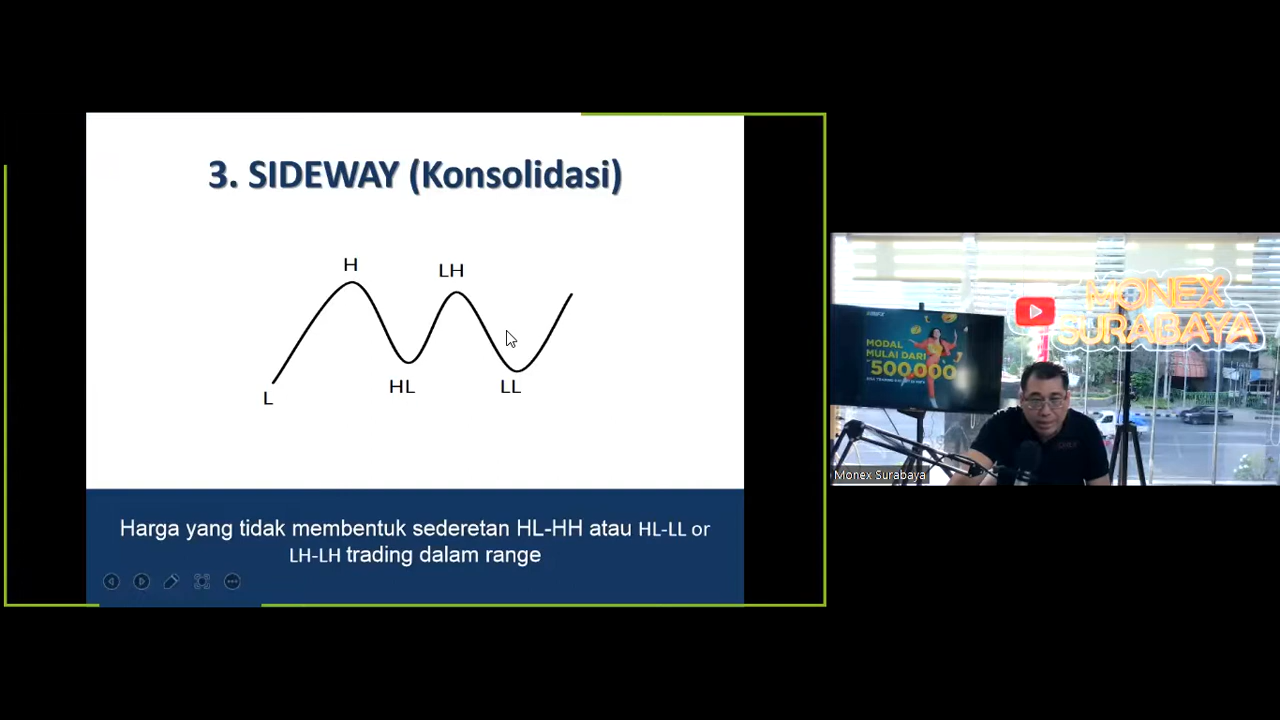 3. SIDEWAY (Konsolidasi)
H
LH
HL
LL
L
Harga yang tidak membentuk sederetan HL-HH atau HL-LL or
LH-LH trading dalam range
MONEX
SURABAYA
MODAL
MULAI DARI
500.000
Monex Surabaya